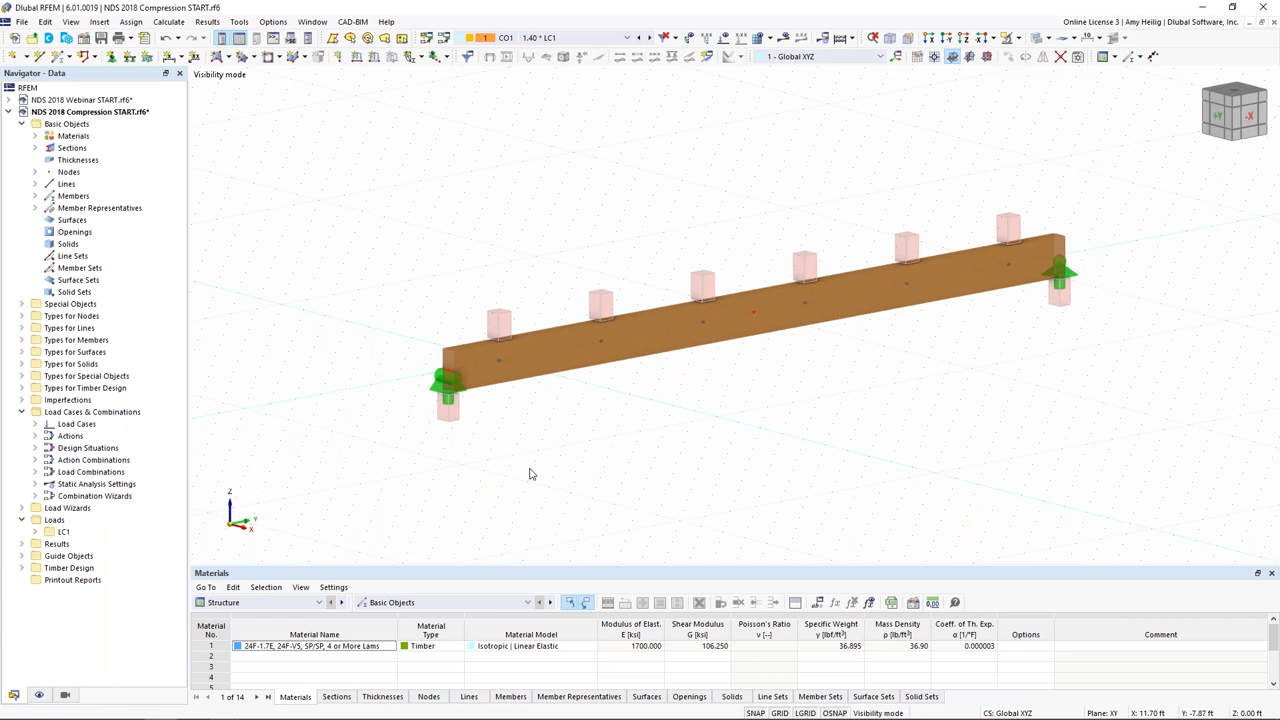 Dlubal RFEM | 6.01.0019 | NDS 2018 Compression START.rf6*
File Edit View Insert Assign Calculate Results Tools Options Window CAD-BIM Help
Online License 3 | Amy Heilig | Dlubal Software, Inc.
1 CO1 1.40 * LC1
1 - Global XYZ
Navigator - Data
Visibility mode
RFEM
NDS 2018 Webinar START.rf6*
NDS 2018 Compression START.rf6*
Basic Objects
Materials
Sections
Thicknesses
Nodes
Lines
Members
Member Representatives
Surfaces
Openings
Solids
Line Sets
Member Sets
Surface Sets
Solid Sets
Special Objects
Types for Nodes
Types for Lines
Types for Members
Types for Surfaces
Types for Solids
Types for Special Objects
Types for Timber Design
Imperfections
Load Cases & Combinations
Load Cases
Actions
Design Situations
Action Combinations
Load Combinations
Static Analysis Settings
Combination Wizards
Load Wizards
Loads
LC1
Results
Guide Objects
Timber Design
Printout Reports
+Y -X
Z
Y
X
Materials
Go To Edit Selection View Settings
Structure Basic Objects
Material No. Material Name Material Type Material Model Modulus of Elast. E [ksi] Shear Modulus G [ksi] Poisson's Ratio ν [--] Specific Weight γ [lbf/ft³] Mass Density ρ [lb/ft³] Coeff. of Th. Exp. α [1/°F] Options Comment
1 24F-1.7E, 24F-V5, SP/SP, 4 or More Lams Timber Isotropic | Linear Elastic 1700.000 106.250 36.895 36.90 0.000003
2
3
4
5
1 of 14 Materials Sections Thicknesses Nodes Lines Members Member Representatives Surfaces Openings Solids Line Sets Member Sets Surface Sets Solid Sets
SNAP GRID LGRID OSNAP Visibility mode CS: Global XYZ Plane: XY X: 11.70 ft Y: -7.87 ft Z: 0.00 ft